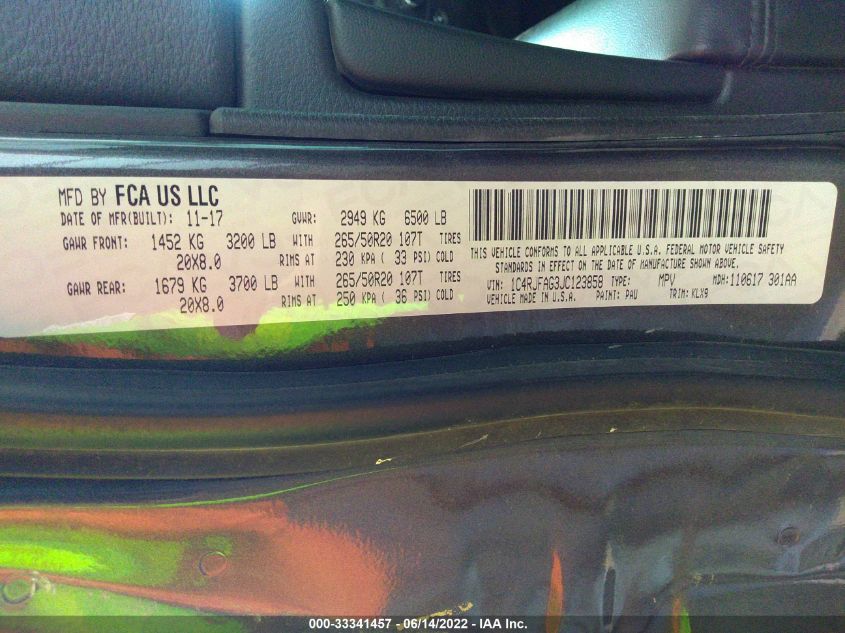 MFD BY FCA US LLC
DATE OF MFR(BUILT): 11-17 GVWR: 2949 KG 6500 LB
GAWR FRONT: 1452 KG 3200 LB WITH 265/50R20 107T TIRES
20X8.0 RIMS AT 230 KPA ( 33 PSI) COLD
GAWR REAR: 1679 KG 3700 LB WITH 265/50R20 107T TIRES
20X8.0 RIMS AT 250 KPA ( 36 PSI) COLD
THIS VEHICLE CONFORMS TO ALL APPLICABLE U.S.A. FEDERAL MOTOR VEHICLE SAFETY
STANDARDS IN EFFECT ON THE DATE OF MANUFACTURE SHOWN ABOVE.
VIN: 1C4RJFAG3JC123858 TYPE: MPV MDH: 110617 301AA
VEHICLE MADE IN U.S.A. PAINT: PAU TRIM: KLX9
000-33341457 - 06/14/2022 - IAA Inc.